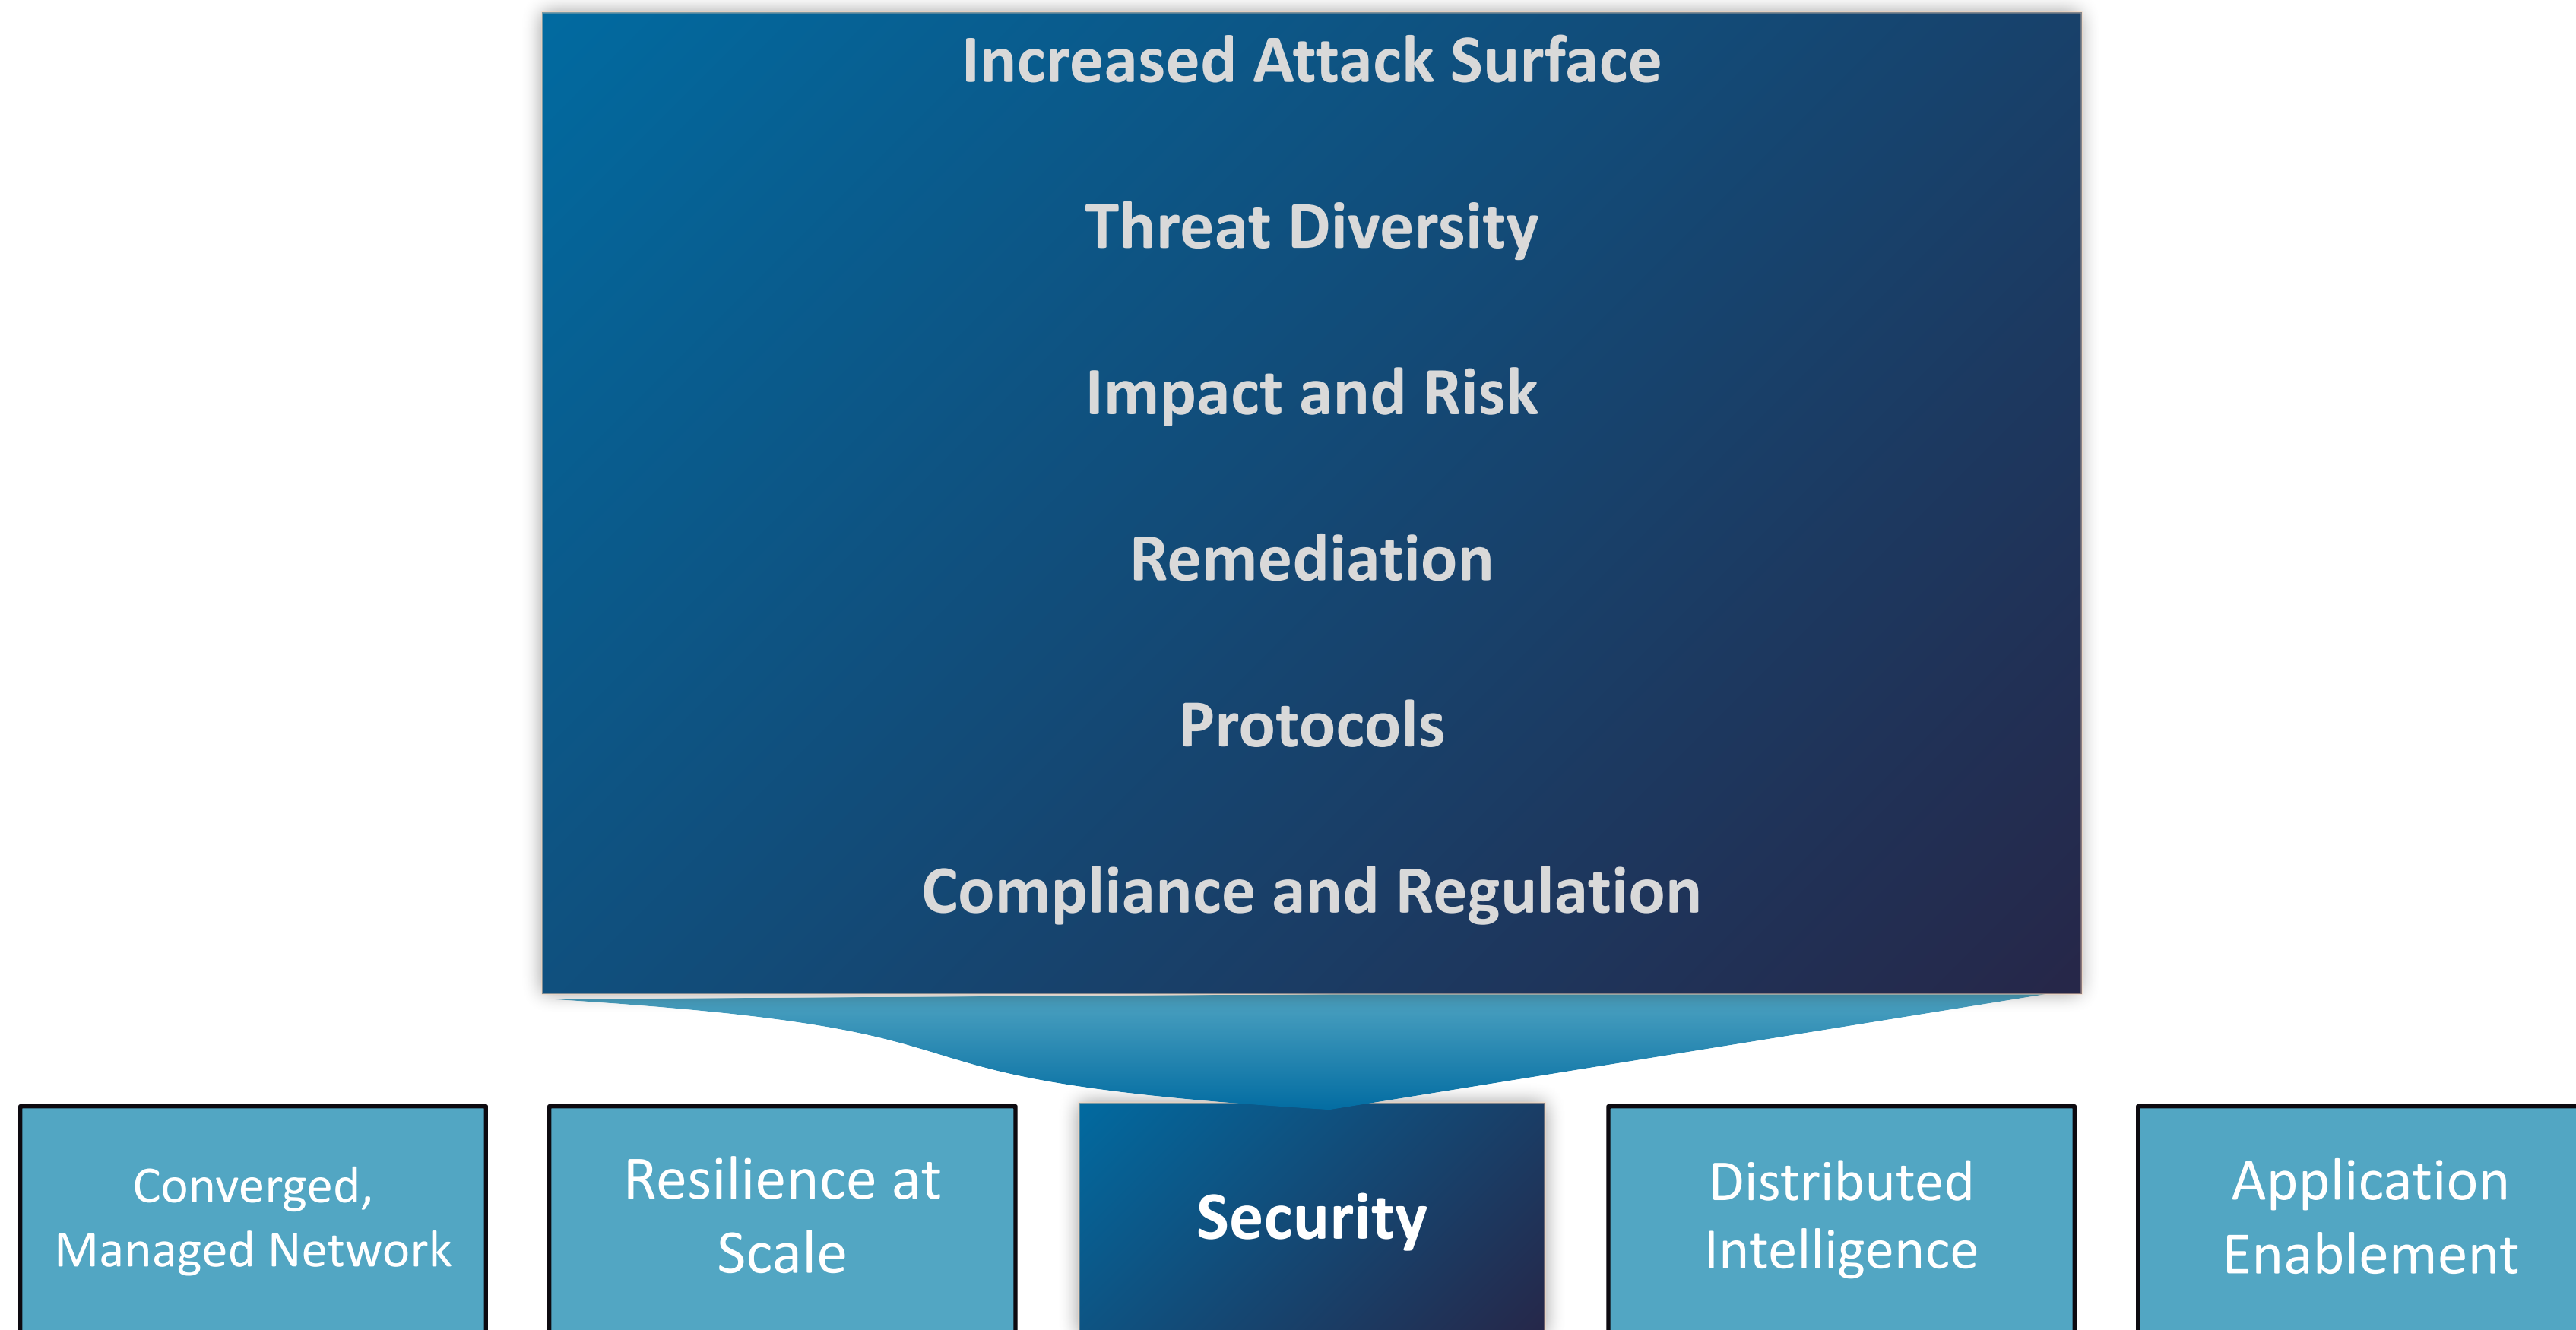 Increased Attack Surface
Threat Diversity
Impact and Risk
Remediation
Protocols
Compliance and Regulation
Converged,
Managed Network
Resilience at
Scale
Security
Distributed
Intelligence
Application
Enablement